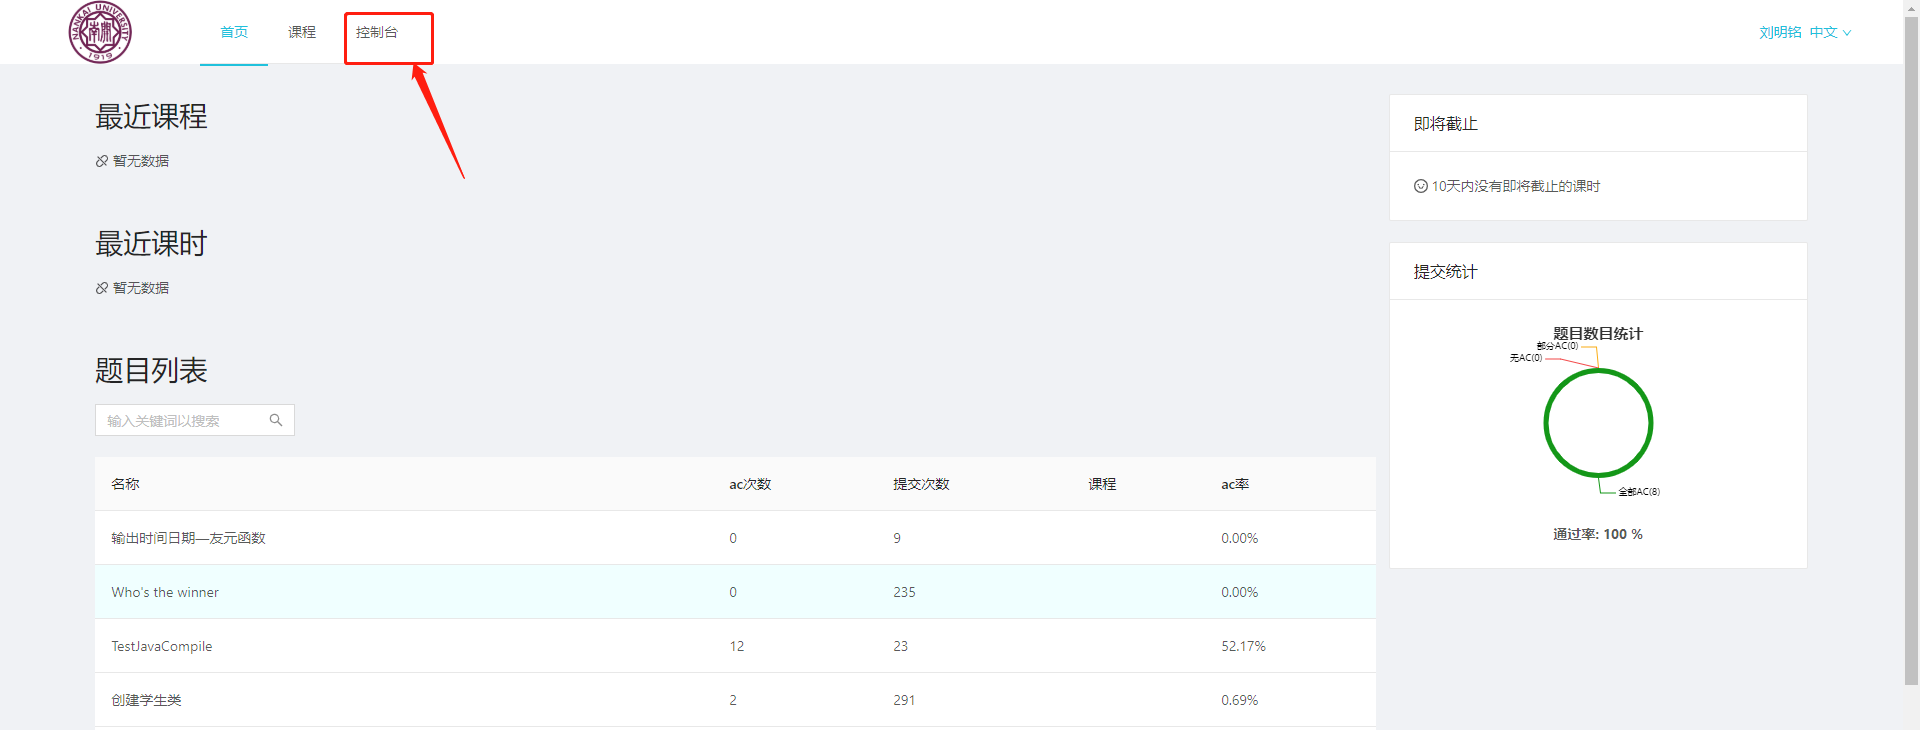 NANKAI UNIVERSITY
南開
· 1919 ·
首页 课程 控制台
刘明铭 中文
最近课程
暂无数据
最近课时
暂无数据
题目列表
输入关键词以搜索
名称 ac次数 提交次数 课程 ac率
输出时间日期—友元函数 0 9 0.00%
Who's the winner 0 235 0.00%
TestJavaCompile 12 23 52.17%
创建学生类 2 291 0.69%
即将截止
10天内没有即将截止的课时
提交统计
题目数目统计
部分AC(0)
无AC(0)
全部AC(8)
通过率: 100 %